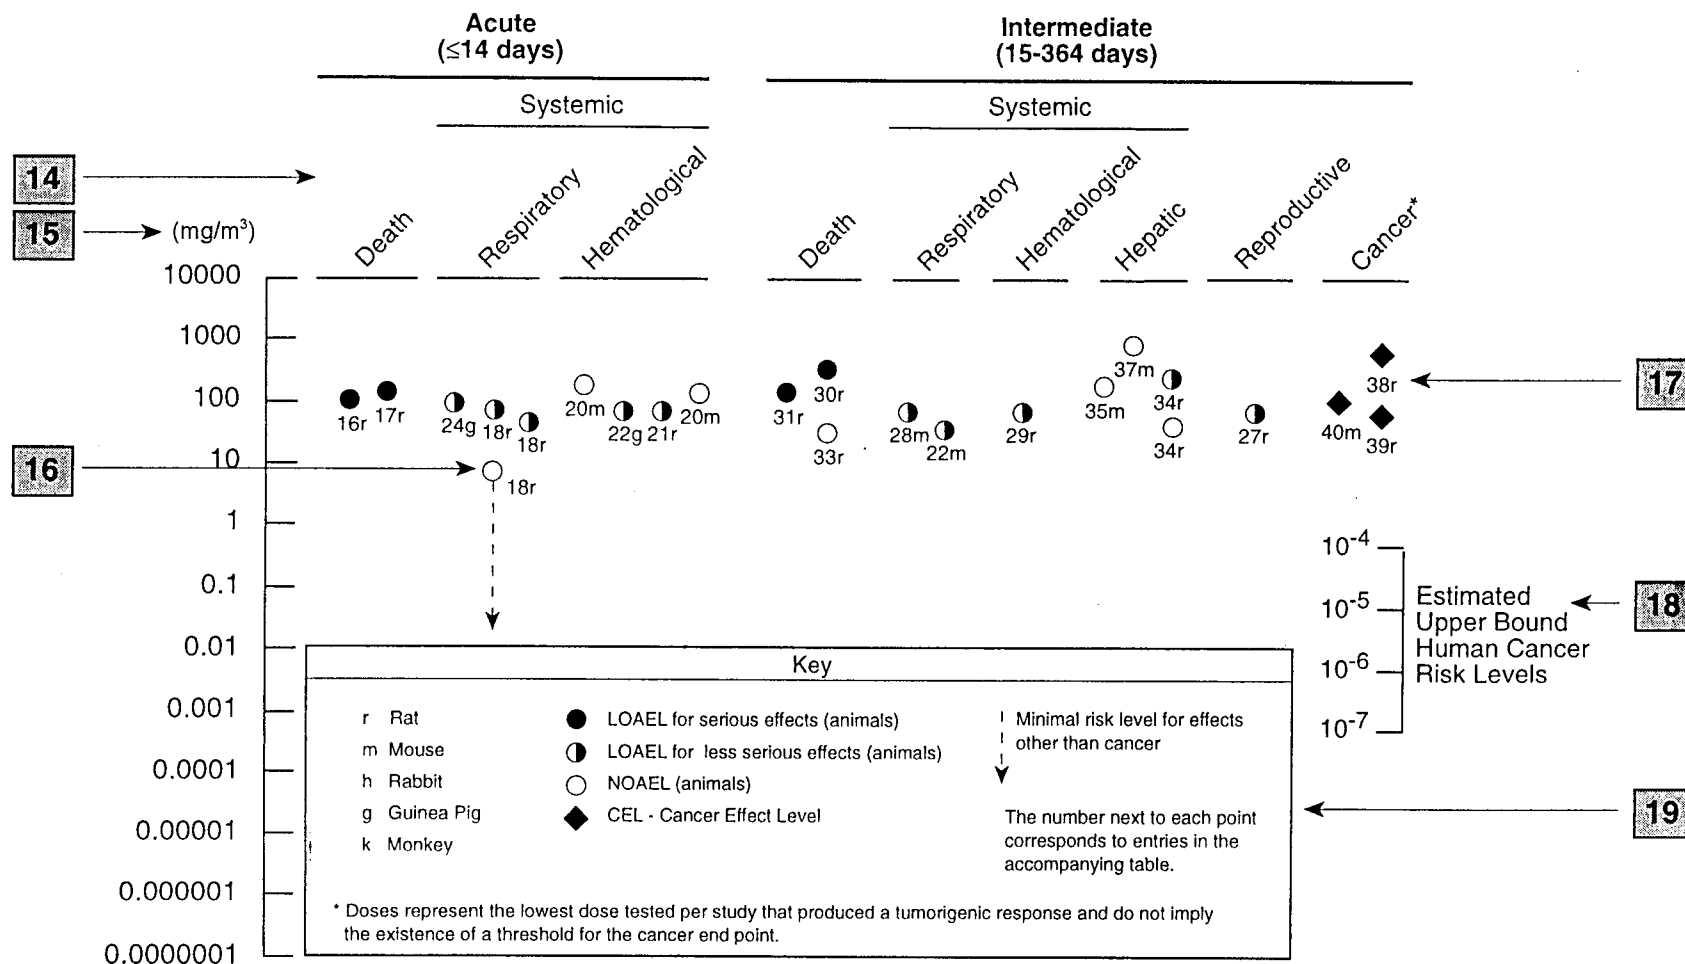 Acute
(≤14 days)
Intermediate
(15-364 days)
Systemic
Systemic
14
15
(mg/m³)
Death
Respiratory
Hematological
Death
Respiratory
Hematological
Hepatic
Reproductive
Cancer*
10000
1000
100
10
1
0.1
0.01
0.001
0.0001
0.00001
0.000001
0.0000001
16r
17r
24g
18r
18r
18r
20m
22g
21r
20m
31r
30r
33r
28m
22m
29r
37m
35m
34r
34r
27r
38r
40m
39r
16
17
10⁻⁴
10⁻⁵
10⁻⁶
10⁻⁷
Estimated
Upper Bound
Human Cancer
Risk Levels
18
19
Key
r Rat
m Mouse
h Rabbit
g Guinea Pig
k Monkey
LOAEL for serious effects (animals)
LOAEL for less serious effects (animals)
NOAEL (animals)
CEL - Cancer Effect Level
Minimal risk level for effects
other than cancer
The number next to each point
corresponds to entries in the
accompanying table.
* Doses represent the lowest dose tested per study that produced a tumorigenic response and do not imply
the existence of a threshold for the cancer end point.